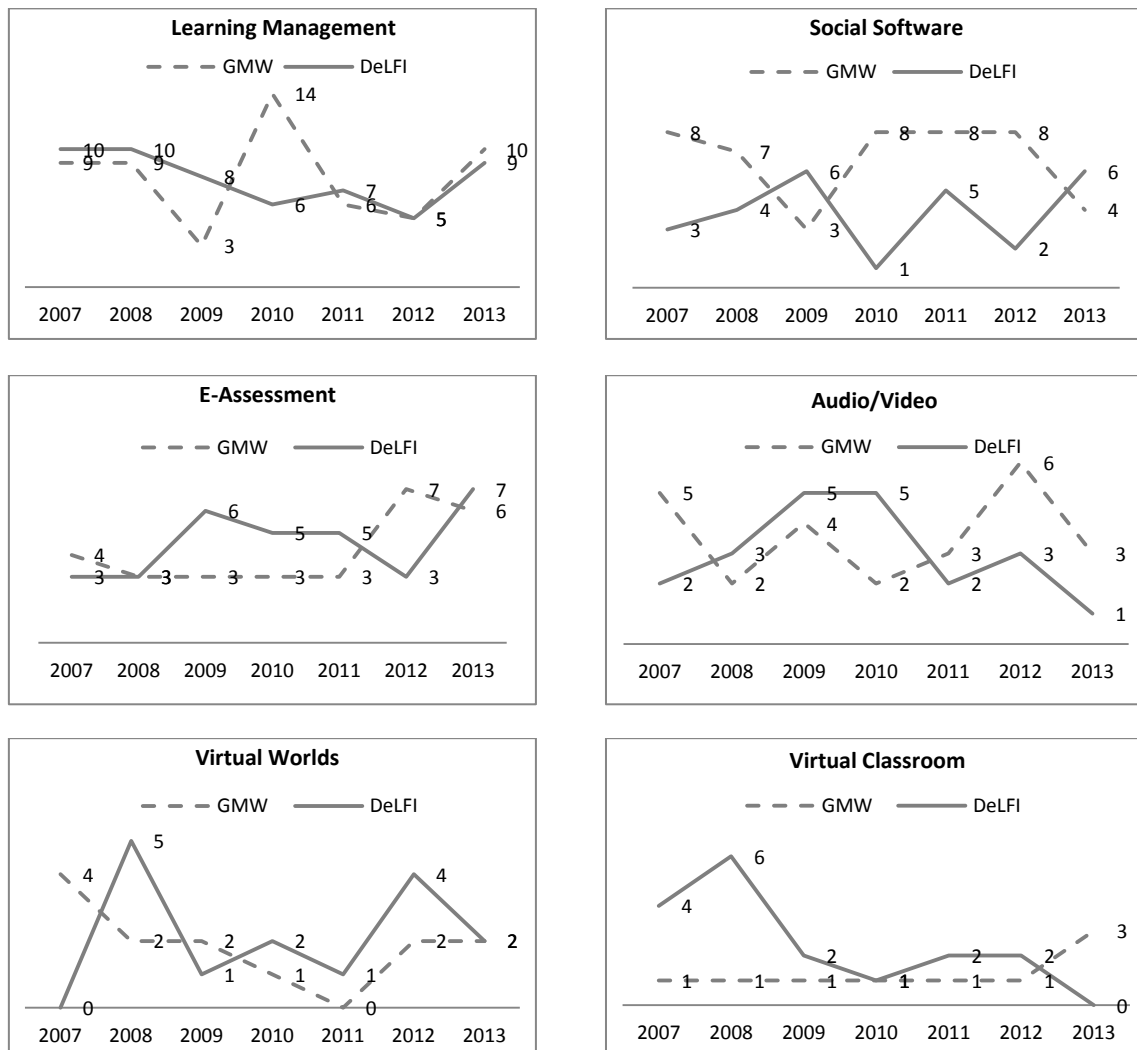 Learning Management
GMW DeLFI
14
10 10 10
9 9 9
8
7
6 6
5 5
3
2007 2008 2009 2010 2011 2012 2013
Social Software
GMW DeLFI
8 8 8 8
7
6 6
5
4 4
3 3
2
1
2007 2008 2009 2010 2011 2012 2013
E-Assessment
GMW DeLFI
7 7
6 6
5 5
4
3 3 3 3 3 3 3
2007 2008 2009 2010 2011 2012 2013
Audio/Video
GMW DeLFI
6
5 5 5
4
3 3 3 3
2 2 2 2
1
2007 2008 2009 2010 2011 2012 2013
Virtual Worlds
GMW DeLFI
5
4 4
2 2 2 2 2 2
1 1 1
0 0
2007 2008 2009 2010 2011 2012 2013
Virtual Classroom
GMW DeLFI
6
4
3
2 2 2
1 1 1 1 1 1 1
0
2007 2008 2009 2010 2011 2012 2013